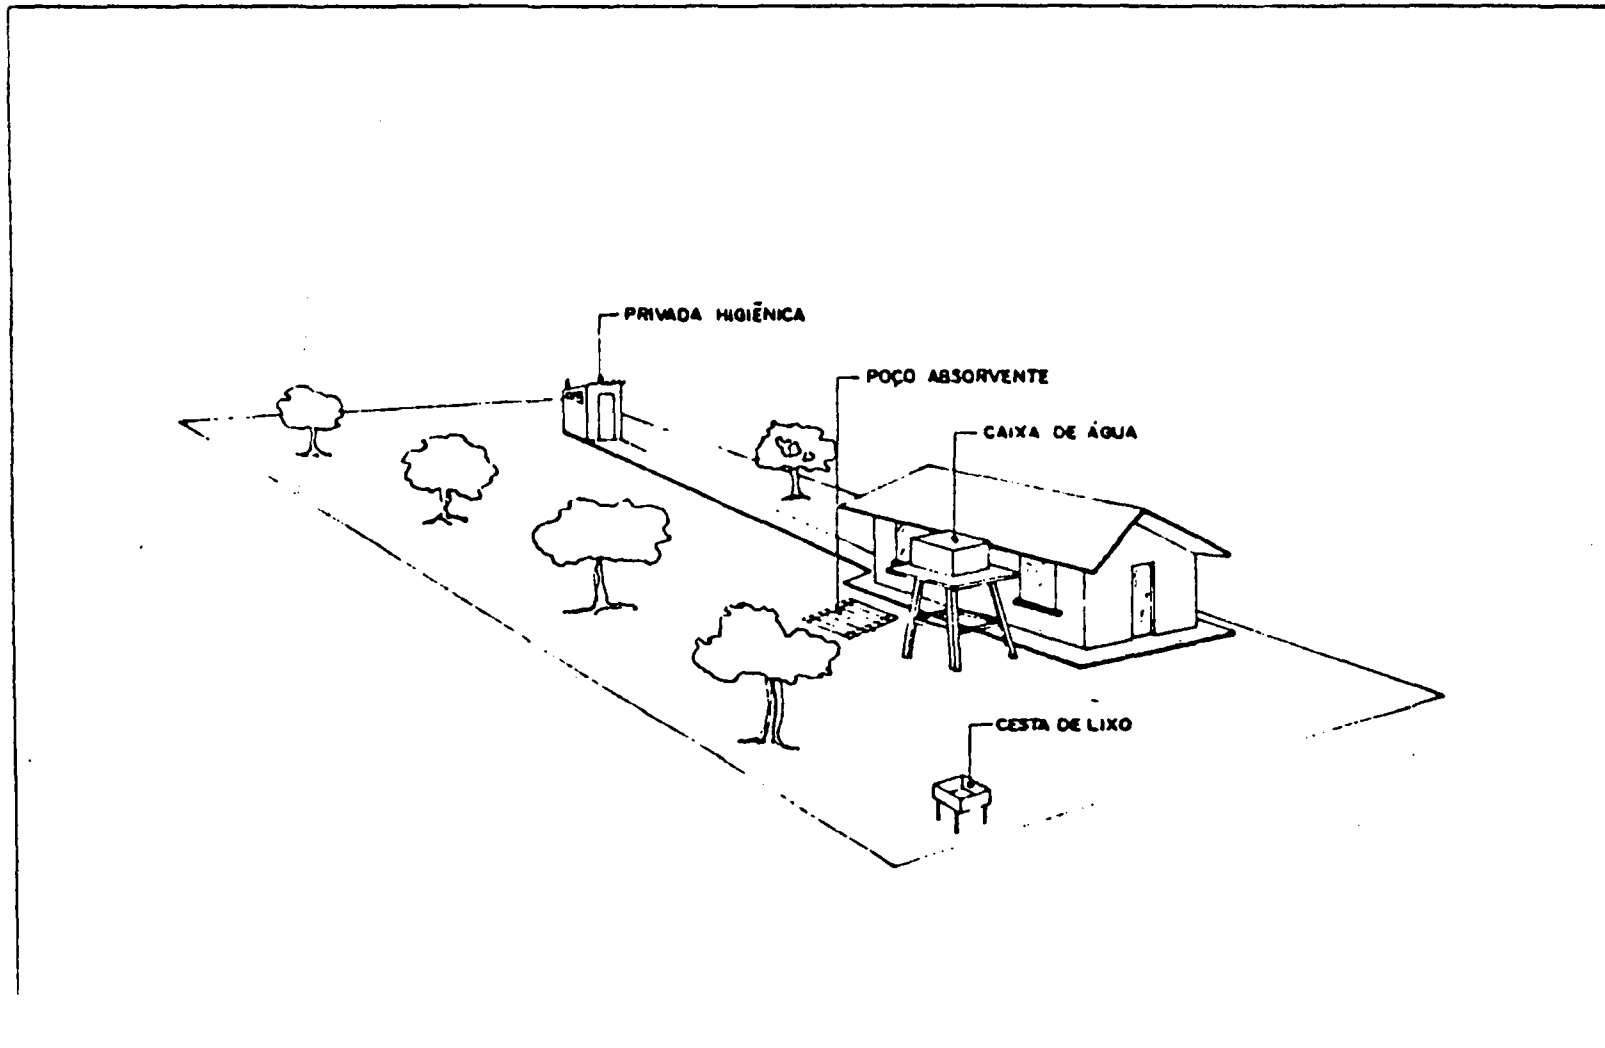 PRIVADA HIGIÊNICA
POÇO ABSORVENTE
CAIXA DE ÁGUA
CESTA DE LIXO